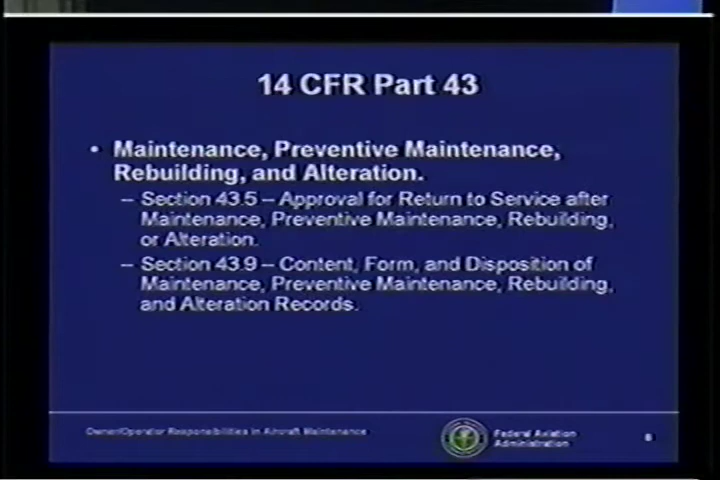 14 CFR Part 43
• Maintenance, Preventive Maintenance,
Rebuilding, and Alteration.
– Section 43.5 – Approval for Return to Service after
Maintenance, Preventive Maintenance, Rebuilding,
or Alteration.
– Section 43.9 – Content, Form, and Disposition of
Maintenance, Preventive Maintenance, Rebuilding,
and Alteration Records.
Owner/Operator Responsibilities in Aircraft Maintenance
Federal Aviation
Administration